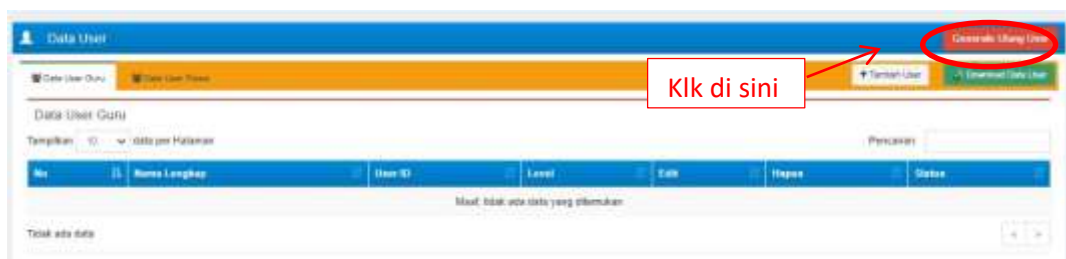 Data User
Generate Ulang User
Data User Guru
Data User Siswa
Klk di sini
Tambah User
Download Data User
Data User Guru
Tampilkan 10 data per Halaman
Pencarian
No Nama Lengkap User ID Level Edit Hapus Status
Maaf, tidak ada data yang ditemukan
Tidak ada data